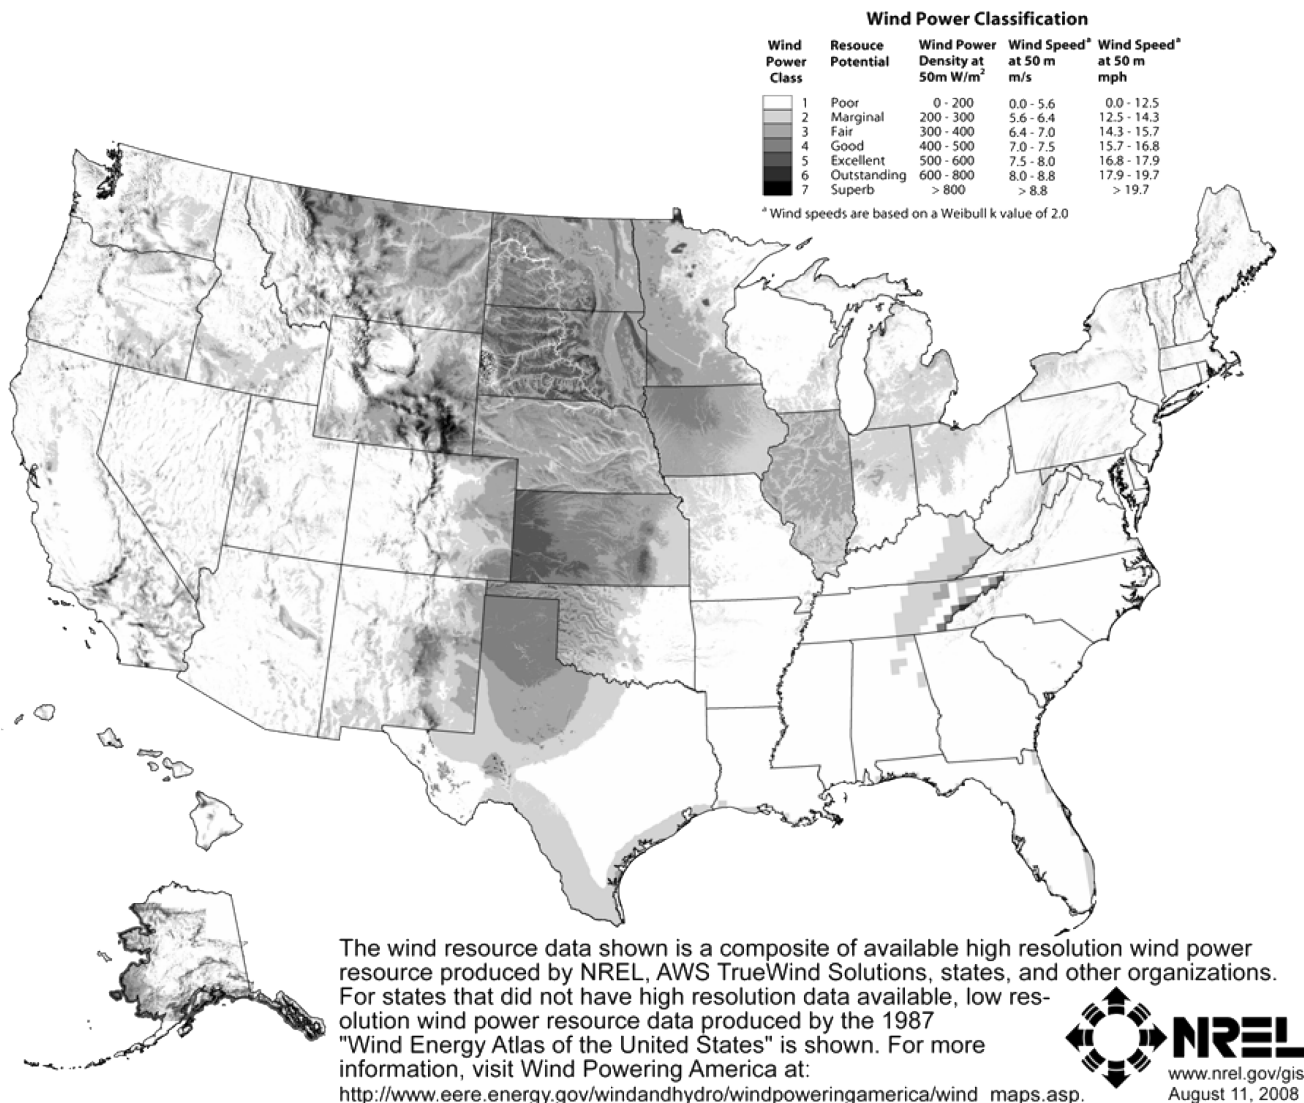 Wind Power Classification
Wind Power Class Resouce Potential Wind Power Density at 50m W/m² Wind Speedª at 50 m m/s Wind Speedª at 50 m mph
1 Poor 0 - 200 0.0 - 5.6 0.0 - 12.5
2 Marginal 200 - 300 5.6 - 6.4 12.5 - 14.3
3 Fair 300 - 400 6.4 - 7.0 14.3 - 15.7
4 Good 400 - 500 7.0 - 7.5 15.7 - 16.8
5 Excellent 500 - 600 7.5 - 8.0 16.8 - 17.9
6 Outstanding 600 - 800 8.0 - 8.8 17.9 - 19.7
7 Superb > 800 > 8.8 > 19.7
ª Wind speeds are based on a Weibull k value of 2.0
The wind resource data shown is a composite of available high resolution wind power
resource produced by NREL, AWS TrueWind Solutions, states, and other organizations.
For states that did not have high resolution data available, low res-
olution wind power resource data produced by the 1987
"Wind Energy Atlas of the United States" is shown. For more
information, visit Wind Powering America at:
http://www.eere.energy.gov/windandhydro/windpoweringamerica/wind_maps.asp.
NREL
www.nrel.gov/gis
August 11, 2008